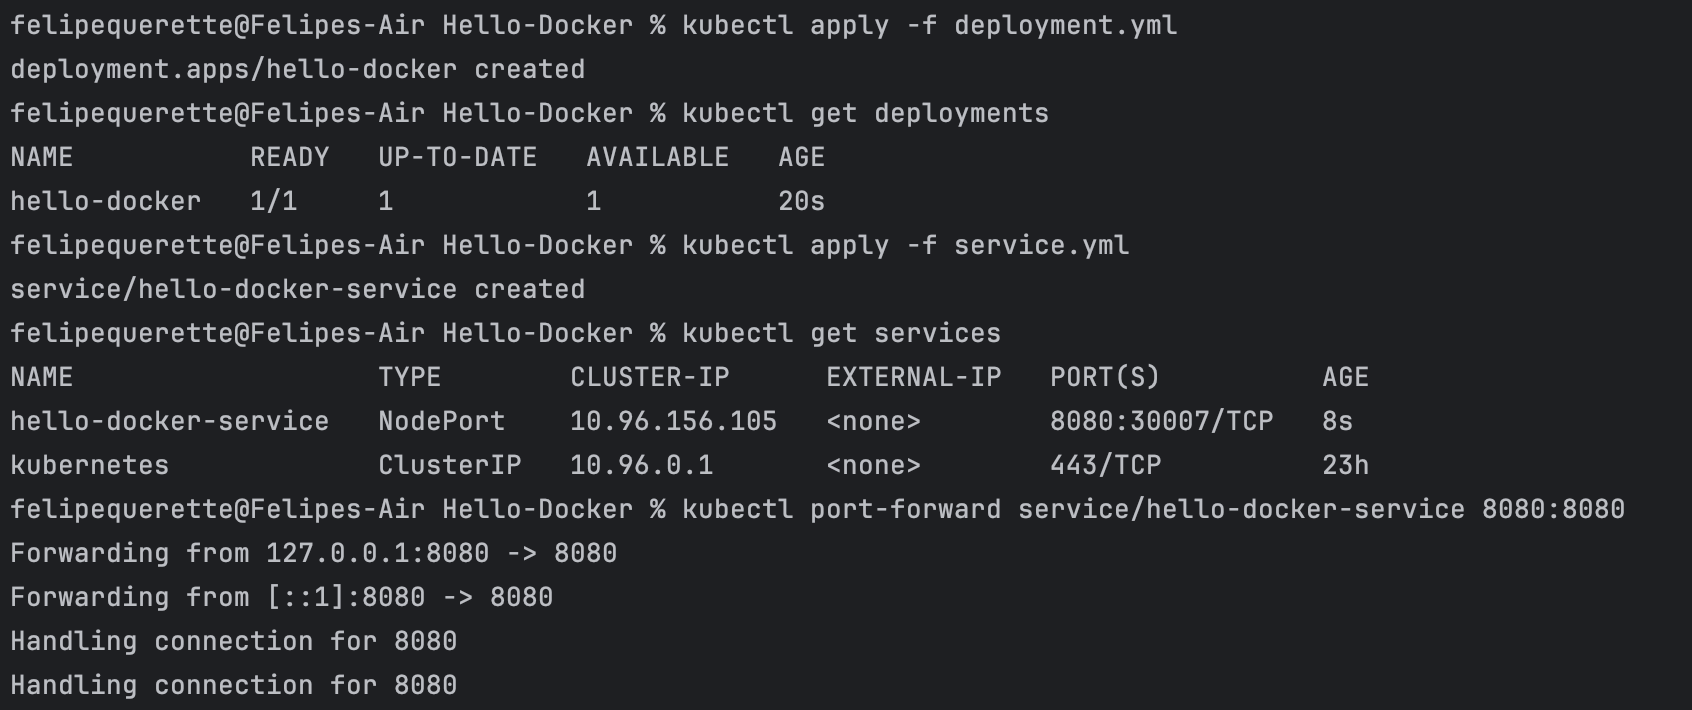 felipequerette@Felipes-Air Hello-Docker % kubectl apply -f deployment.yml
deployment.apps/hello-docker created
felipequerette@Felipes-Air Hello-Docker % kubectl get deployments
NAME           READY   UP-TO-DATE   AVAILABLE   AGE
hello-docker   1/1     1            1           20s
felipequerette@Felipes-Air Hello-Docker % kubectl apply -f service.yml
service/hello-docker-service created
felipequerette@Felipes-Air Hello-Docker % kubectl get services
NAME                   TYPE        CLUSTER-IP      EXTERNAL-IP   PORT(S)          AGE
hello-docker-service   NodePort    10.96.156.105   <none>        8080:30007/TCP   8s
kubernetes             ClusterIP   10.96.0.1       <none>        443/TCP          23h
felipequerette@Felipes-Air Hello-Docker % kubectl port-forward service/hello-docker-service 8080:8080
Forwarding from 127.0.0.1:8080 -> 8080
Forwarding from [::1]:8080 -> 8080
Handling connection for 8080
Handling connection for 8080